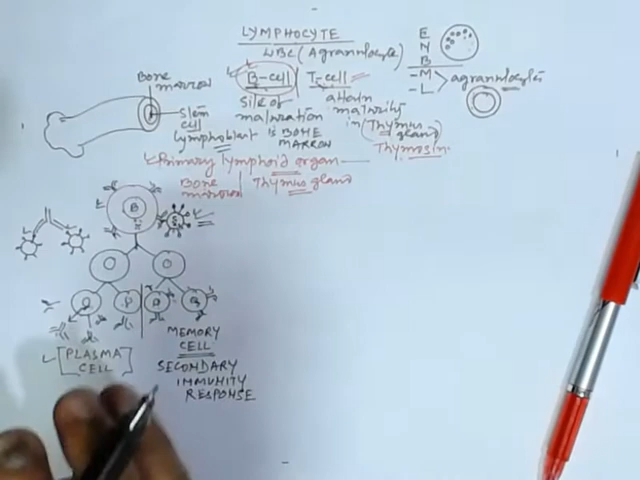 LYMPHOCYTE
WBC (Agranulocyte)
B-cell
T-cell
Site of
maturation
is BONE
MARROW
attain
maturity
in (Thymus
gland)
Thymosin
E
N
B
-M
-L
agranulocytes
Bone
marrow
Stem
cell
Lymphoblast
Primary lymphoid organ
Bone
marrow
Thymus gland
B
S
P
B
B
PLASMA
CELL
MEMORY
CELL
SECONDARY
IMMUNITY
RESPONSE